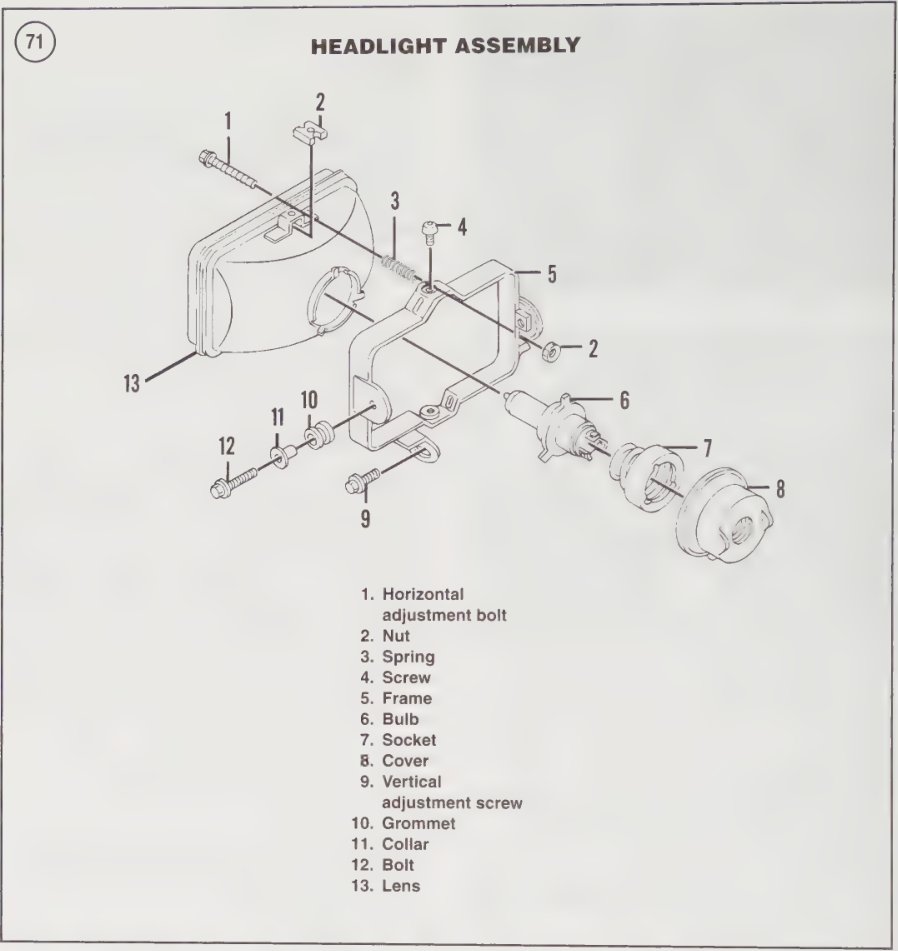 71
HEADLIGHT ASSEMBLY
1
2
3
4
5
2
13
6
10
11
7
12
8
9
1. Horizontal
adjustment bolt
2. Nut
3. Spring
4. Screw
5. Frame
6. Bulb
7. Socket
8. Cover
9. Vertical
adjustment screw
10. Grommet
11. Collar
12. Bolt
13. Lens